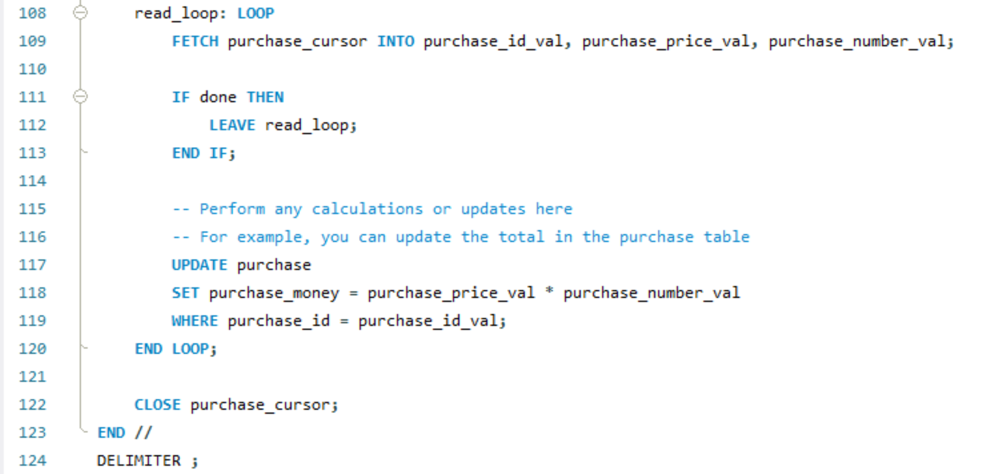 108 read_loop: LOOP
109 FETCH purchase_cursor INTO purchase_id_val, purchase_price_val, purchase_number_val;
110
111 IF done THEN
112 LEAVE read_loop;
113 END IF;
114
115 -- Perform any calculations or updates here
116 -- For example, you can update the total in the purchase table
117 UPDATE purchase
118 SET purchase_money = purchase_price_val * purchase_number_val
119 WHERE purchase_id = purchase_id_val;
120 END LOOP;
121
122 CLOSE purchase_cursor;
123 END //
124 DELIMITER ;